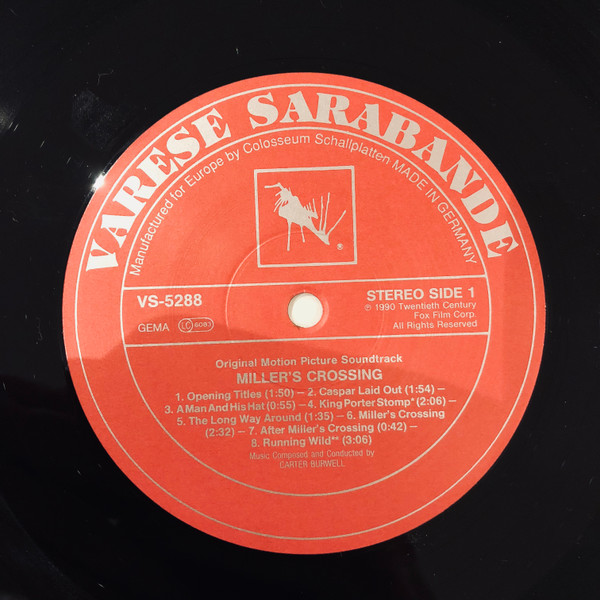 VARESE SARABANDE
Manufactured for Europe by Colosseum Schallplatten MADE IN GERMANY
®
VS-5288
GEMA LC 6083
STEREO SIDE 1
℗ 1990 Twentieth Century
Fox Film Corp.
All Rights Reserved
Original Motion Picture Soundtrack
MILLER'S CROSSING
1. Opening Titles (1:50) – 2. Caspar Laid Out (1:54) –
3. A Man And His Hat (0:55) – 4. King Porter Stomp* (2:06) –
5. The Long Way Around (1:35) – 6. Miller's Crossing
(2:32) – 7. After Miller's Crossing (0:42) –
8. Running Wild** (3:06)
Music Composed and Conducted by
CARTER BURWELL